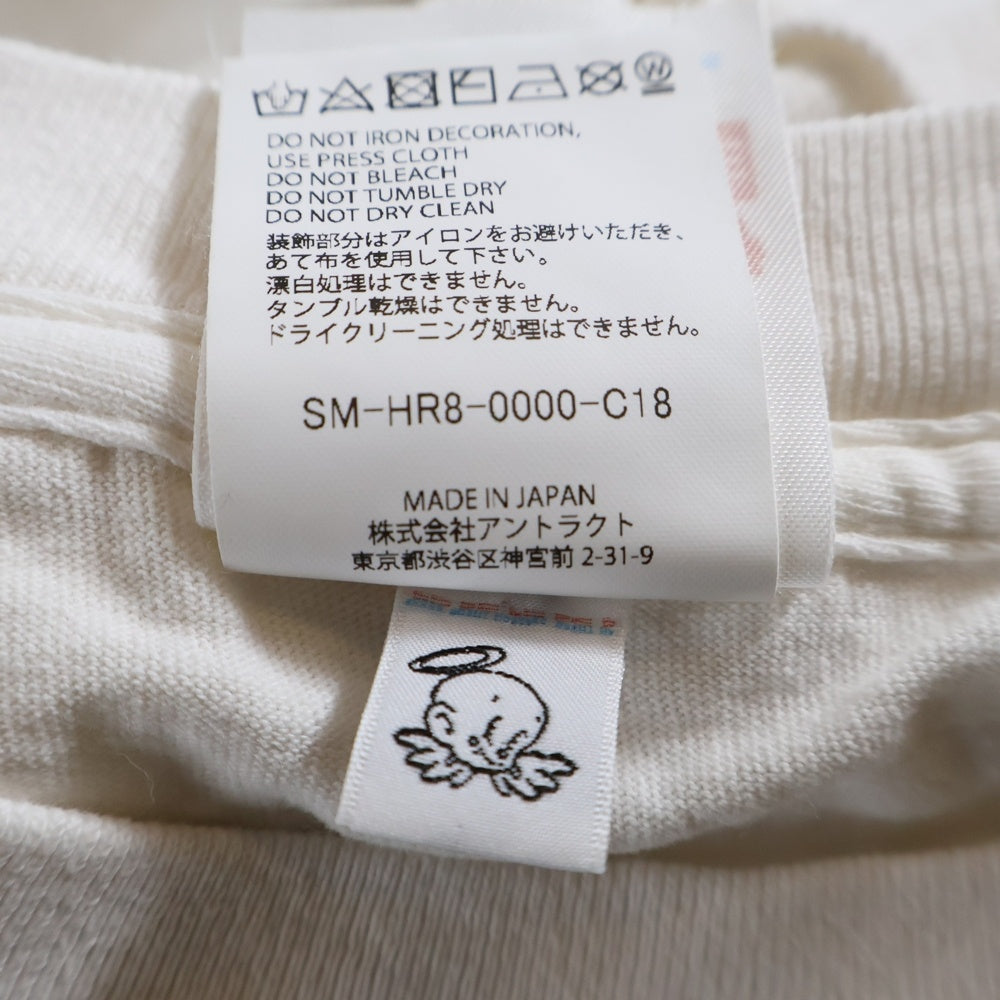 DO NOT IRON DECORATION,
USE PRESS CLOTH
DO NOT BLEACH
DO NOT TUMBLE DRY
DO NOT DRY CLEAN
装飾部分はアイロンをお避けいただき、
あて布を使用して下さい。
漂白処理はできません。
タンブル乾燥はできません。
ドライクリーニング処理はできません。
SM-HR8-0000-C18
MADE IN JAPAN
株式会社アントラクト
東京都渋谷区神宮前 2-31-9